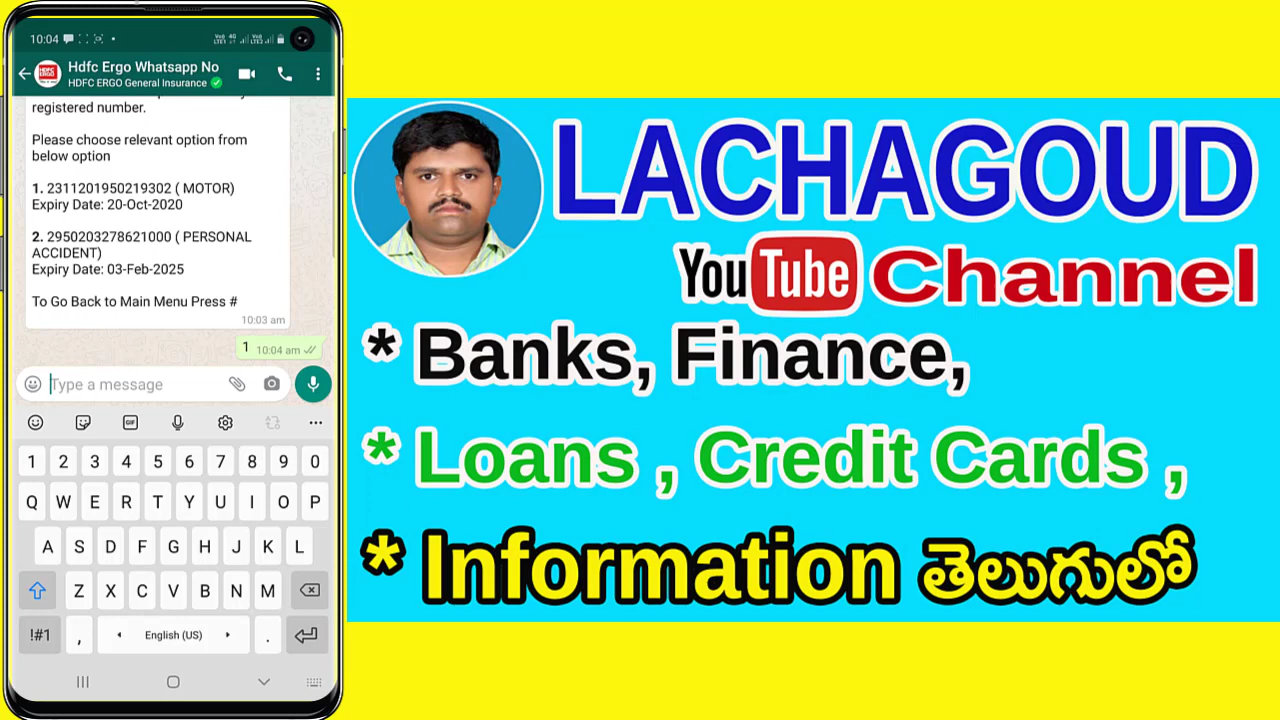 10:04
Hdfc Ergo Whatsapp No
HDFC ERGO General Insurance
registered number.
Please choose relevant option from
below option
1. 2311201950219302 ( MOTOR)
Expiry Date: 20-Oct-2020
2. 2950203278621000 ( PERSONAL
ACCIDENT)
Expiry Date: 03-Feb-2025
To Go Back to Main Menu Press #
10:03 am
1 10:04 am
Type a message
GIF
1 2 3 4 5 6 7 8 9 0
Q W E R T Y U I O P
A S D F G H J K L
Z X C V B N M
!#1 , English (US) .
LACHAGOUD
YouTube Channel
* Banks, Finance,
* Loans , Credit Cards ,
* Information తెలుగులో